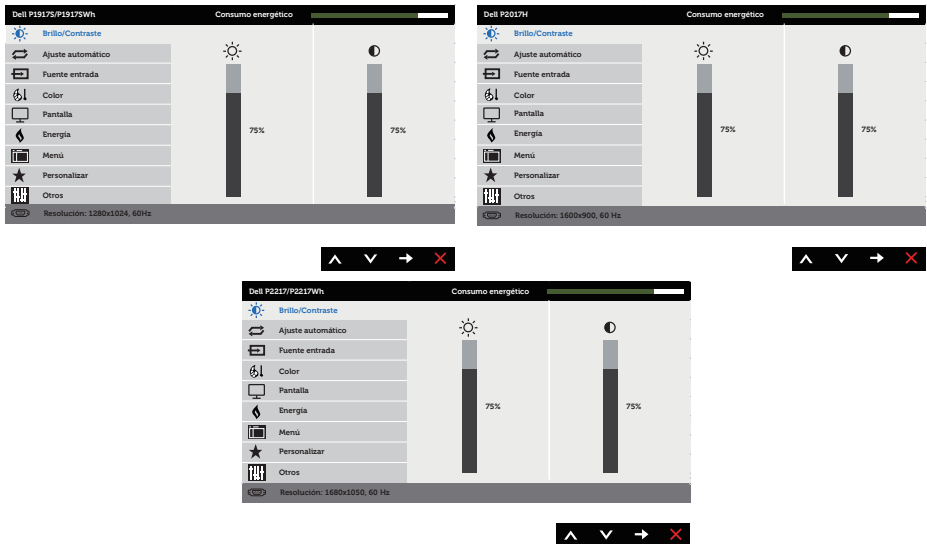 Dell P1917S/P1917SWh Consumo energético
Brillo/Contraste
Ajuste automático
Fuente entrada
Color
Pantalla
Energía
Menú
Personalizar
Otros
75% 75%
Resolución: 1280x1024, 60Hz
Dell P2017H Consumo energético
Brillo/Contraste
Ajuste automático
Fuente entrada
Color
Pantalla
Energía
Menú
Personalizar
Otros
75% 75%
Resolución: 1600x900, 60 Hz
Dell P2217/P2217Wh Consumo energético
Brillo/Contraste
Ajuste automático
Fuente entrada
Color
Pantalla
Energía
Menú
Personalizar
Otros
75% 75%
Resolución: 1680x1050, 60 Hz